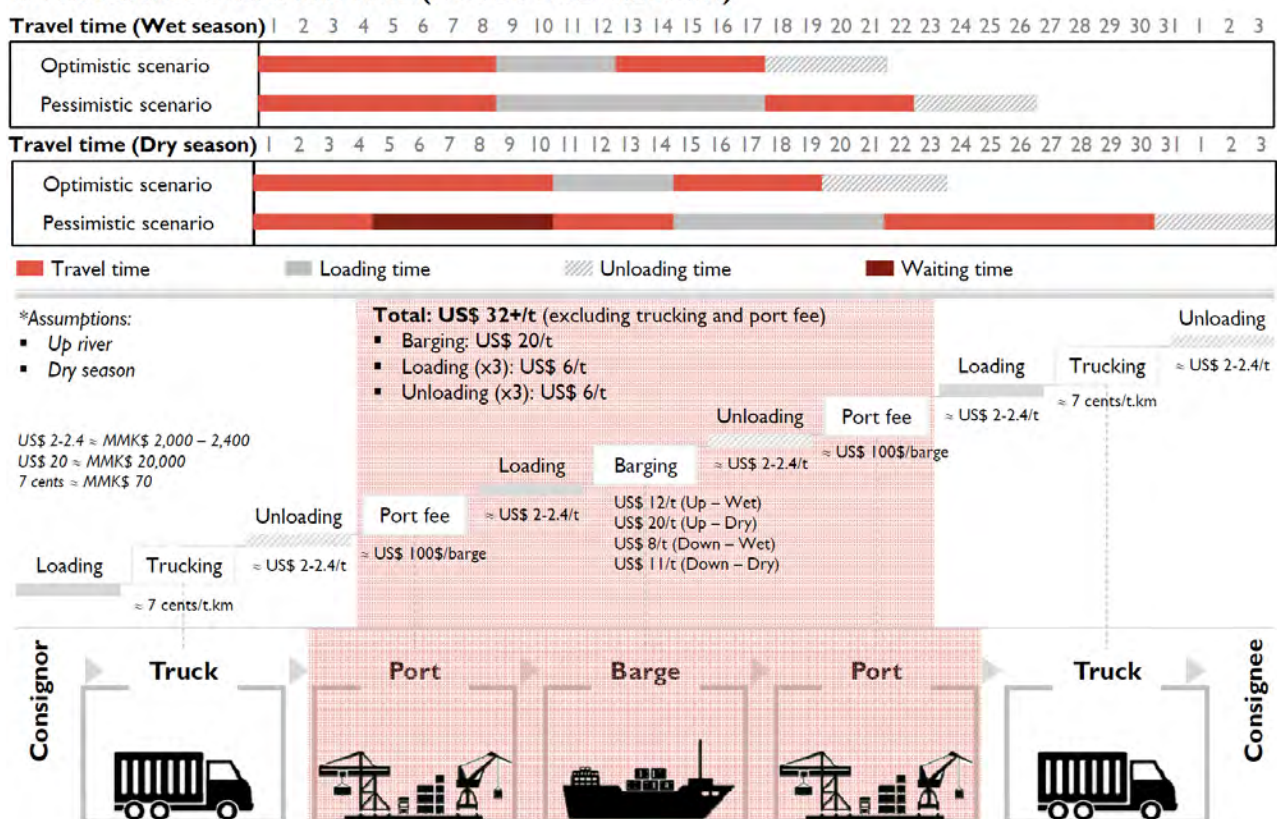 Travel time (Wet season) 1 2 3 4 5 6 7 8 9 10 11 12 13 14 15 16 17 18 19 20 21 22 23 24 25 26 27 28 29 30 31 1 2 3
Optimistic scenario
Pessimistic scenario
Travel time (Dry season) 1 2 3 4 5 6 7 8 9 10 11 12 13 14 15 16 17 18 19 20 21 22 23 24 25 26 27 28 29 30 31 1 2 3
Optimistic scenario
Pessimistic scenario
Travel time
Loading time
Unloading time
Waiting time
*Assumptions:
▪ Up river
▪ Dry season
US$ 2-2.4 ≈ MMK$ 2,000 – 2,400
US$ 20 ≈ MMK$ 20,000
7 cents ≈ MMK$ 70
Total: US$ 32+/t (excluding trucking and port fee)
▪ Barging: US$ 20/t
▪ Loading (x3): US$ 6/t
▪ Unloading (x3): US$ 6/t
Loading
Trucking
≈ 7 cents/t.km
Unloading
≈ US$ 2-2.4/t
Port fee
≈ US$ 100$/barge
Loading
≈ US$ 2-2.4/t
Barging
US$ 12/t (Up – Wet)
US$ 20/t (Up – Dry)
US$ 8/t (Down – Wet)
US$ 11/t (Down – Dry)
Unloading
≈ US$ 2-2.4/t
Port fee
≈ US$ 100$/barge
Loading
≈ US$ 2-2.4/t
Trucking
≈ 7 cents/t.km
Unloading
≈ US$ 2-2.4/t
Consignor
Truck
Port
Barge
Port
Truck
Consignee